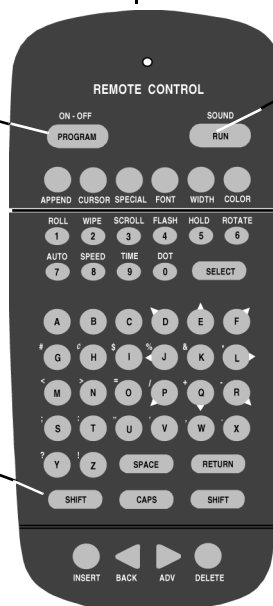 REMOTE CONTROL
ON - OFF SOUND
PROGRAM RUN
APPEND CURSOR SPECIAL FONT WIDTH COLOR
ROLL WIPE SCROLL FLASH HOLD ROTATE
1 2 3 4 5 6
AUTO SPEED TIME DOT
7 8 9 0 SELECT
A B C D E F
# G ¢ H $ I % J & K * L
< M > N = O / P + Q - R
; S : T " U V W . X
? Y ! Z SPACE RETURN
SHIFT CAPS SHIFT
INSERT BACK ADV DELETE